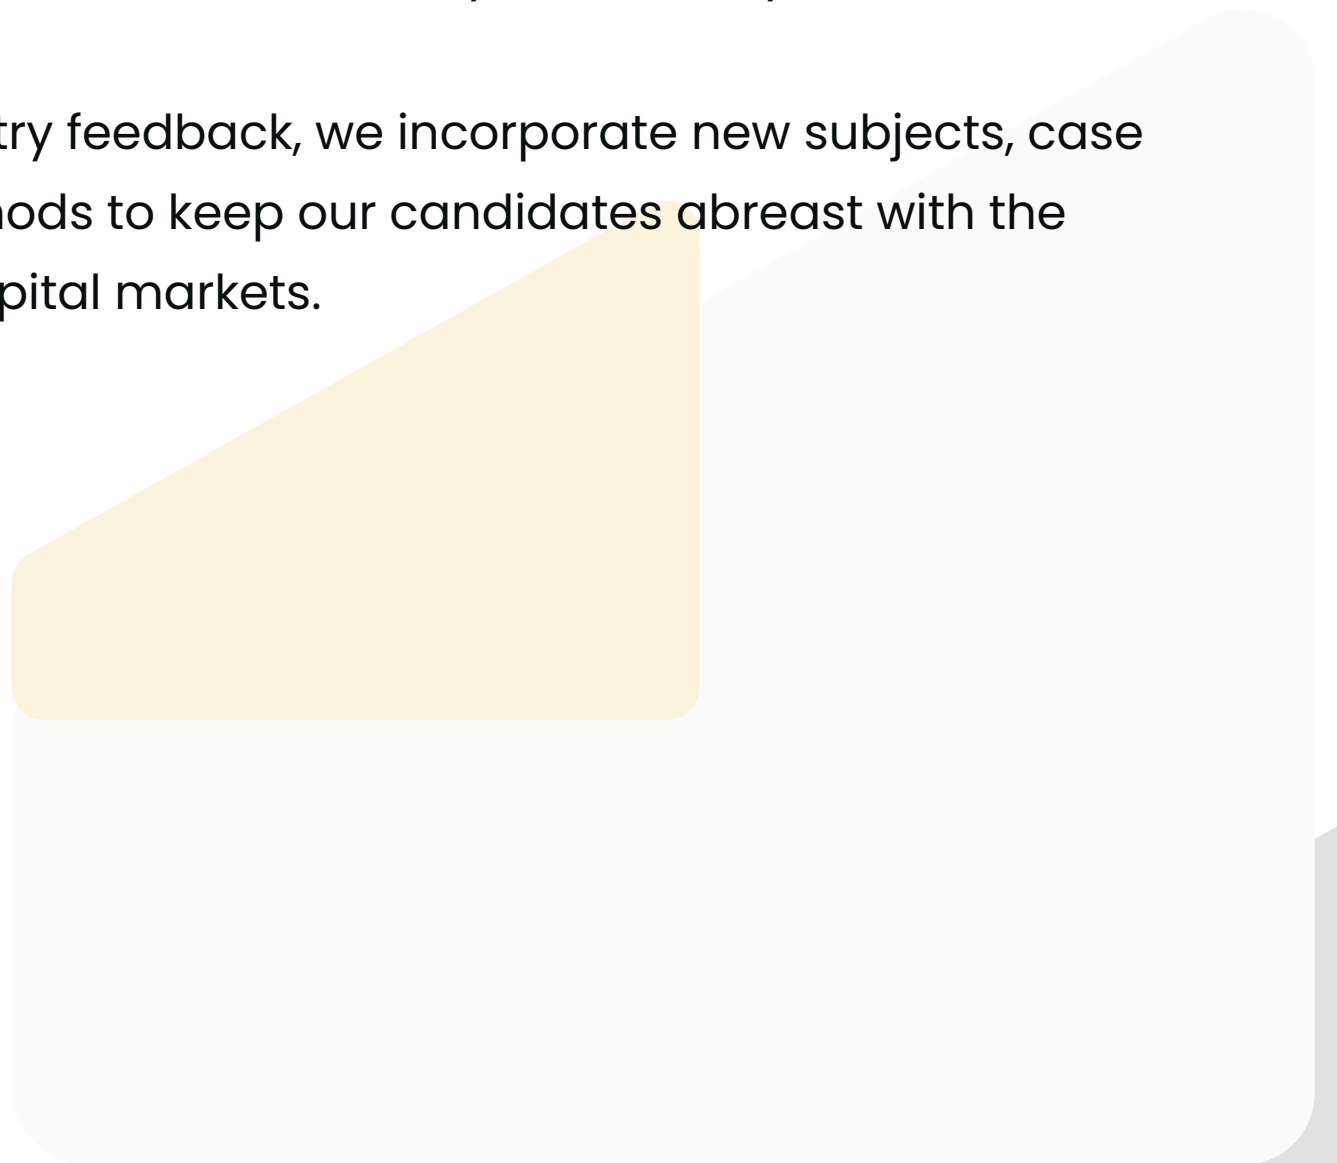 try feedback, we incorporate new subjects, case
ods to keep our candidates abreast with the
pital markets.